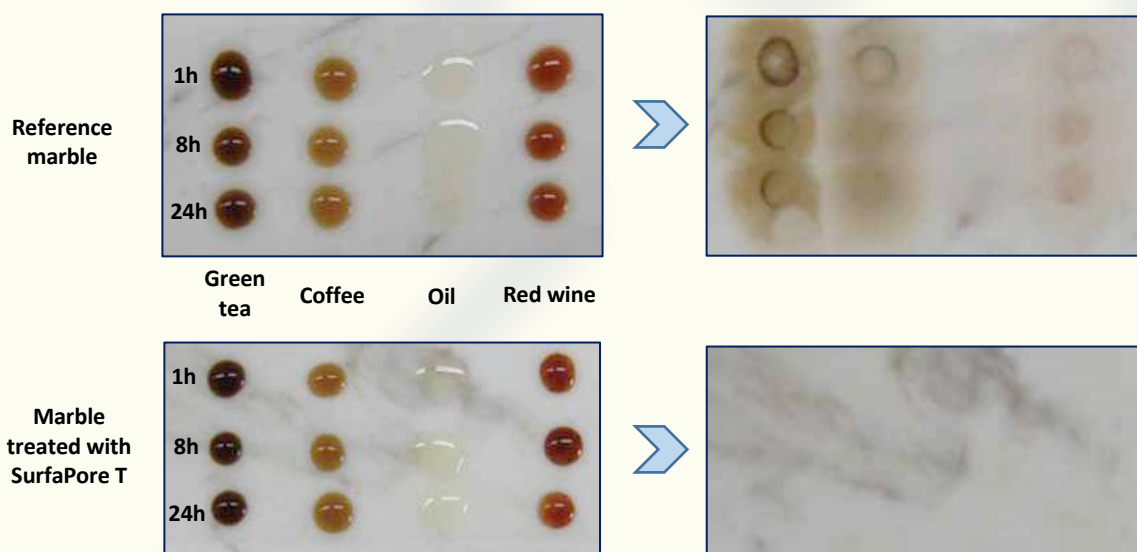 1h
Reference
marble
8h
24h
Green
tea
Coffee
Oil
Red wine
1h
Marble
treated with
SurfaPore T
8h
24h